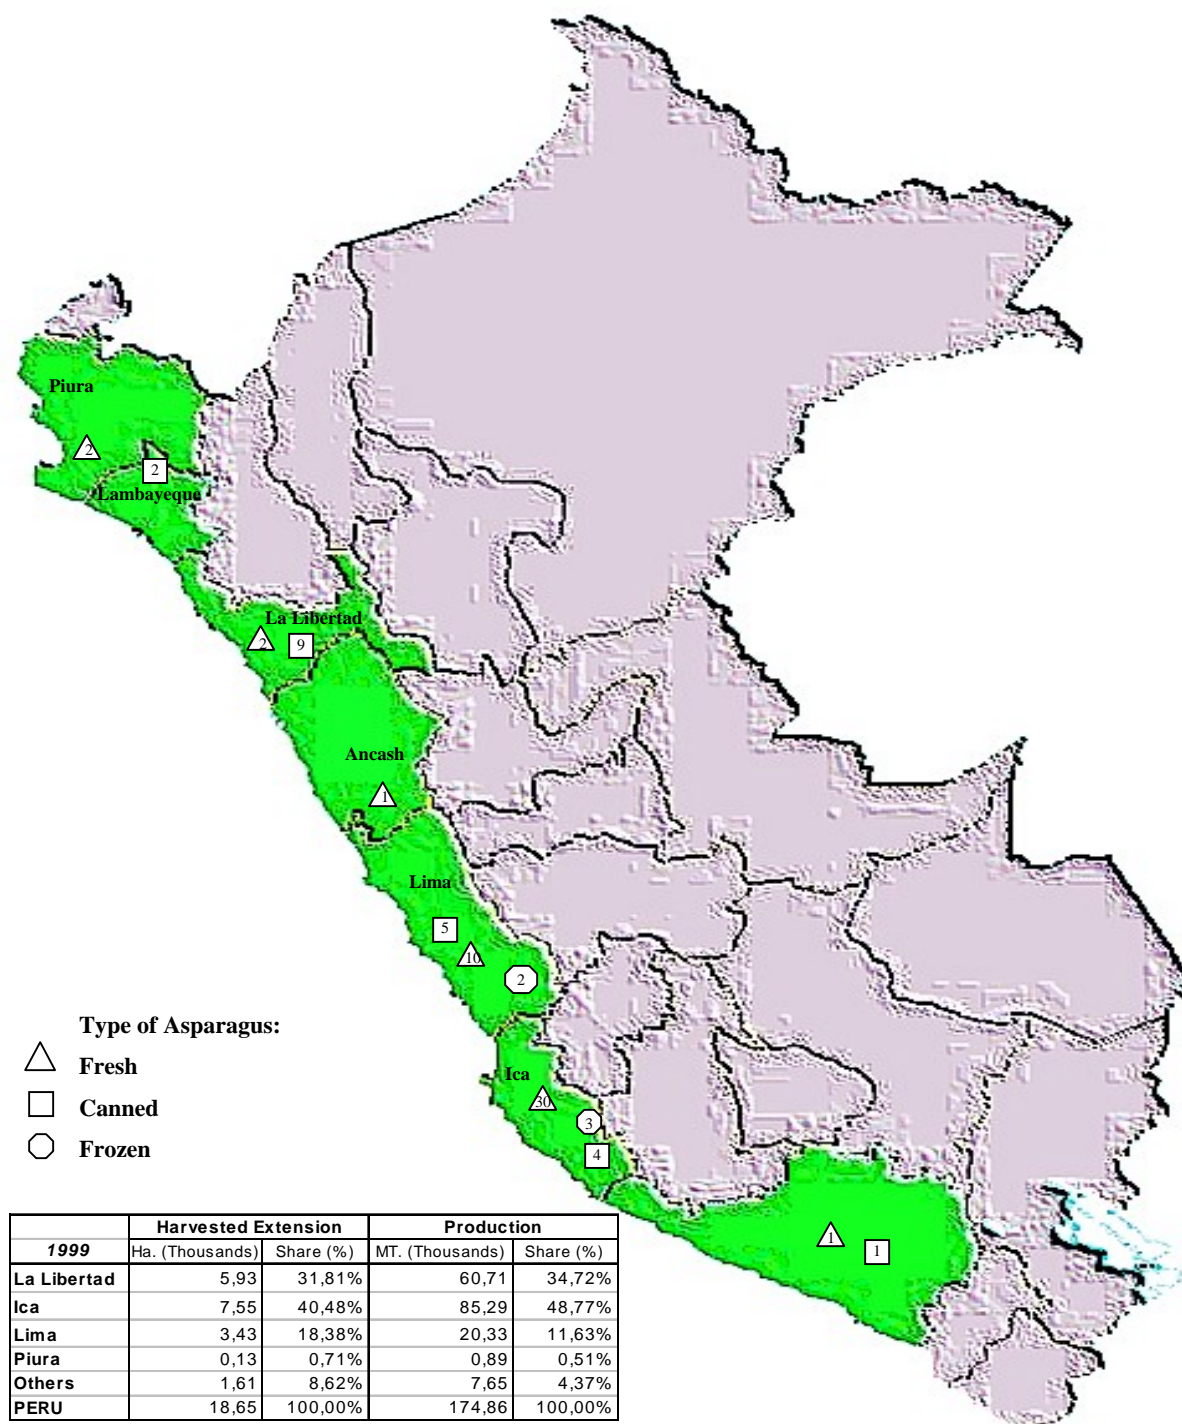 Piura
2
2
Lambayeque
La Libertad
2
9
Ancash
1
Lima
5
10
2
Type of Asparagus:
Fresh
Canned
Frozen
Ica
30
3
4
1
1
Harvested Extension Production
1999 Ha. (Thousands) Share (%) MT. (Thousands) Share (%)
La Libertad 5,93 31,81% 60,71 34,72%
Ica 7,55 40,48% 85,29 48,77%
Lima 3,43 18,38% 20,33 11,63%
Piura 0,13 0,71% 0,89 0,51%
Others 1,61 8,62% 7,65 4,37%
PERU 18,65 100,00% 174,86 100,00%